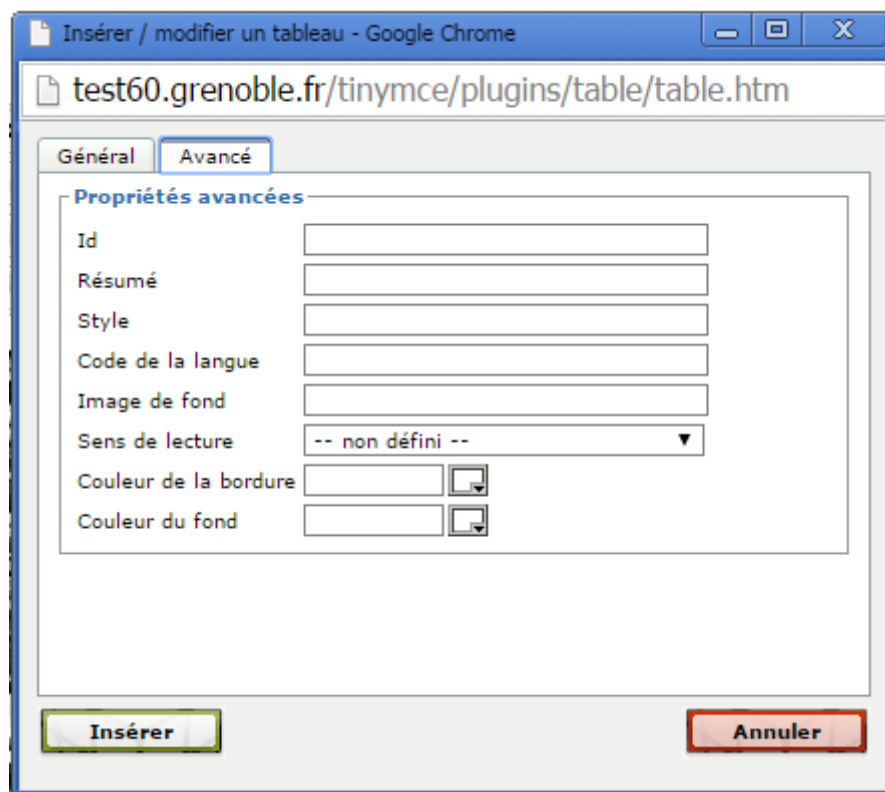 Insérer / modifier un tableau - Google Chrome
test60.grenoble.fr/tinymce/plugins/table/table.htm
Général Avancé
Propriétés avancées
Id
Résumé
Style
Code de la langue
Image de fond
Sens de lecture -- non défini --
Couleur de la bordure
Couleur du fond
Insérer Annuler